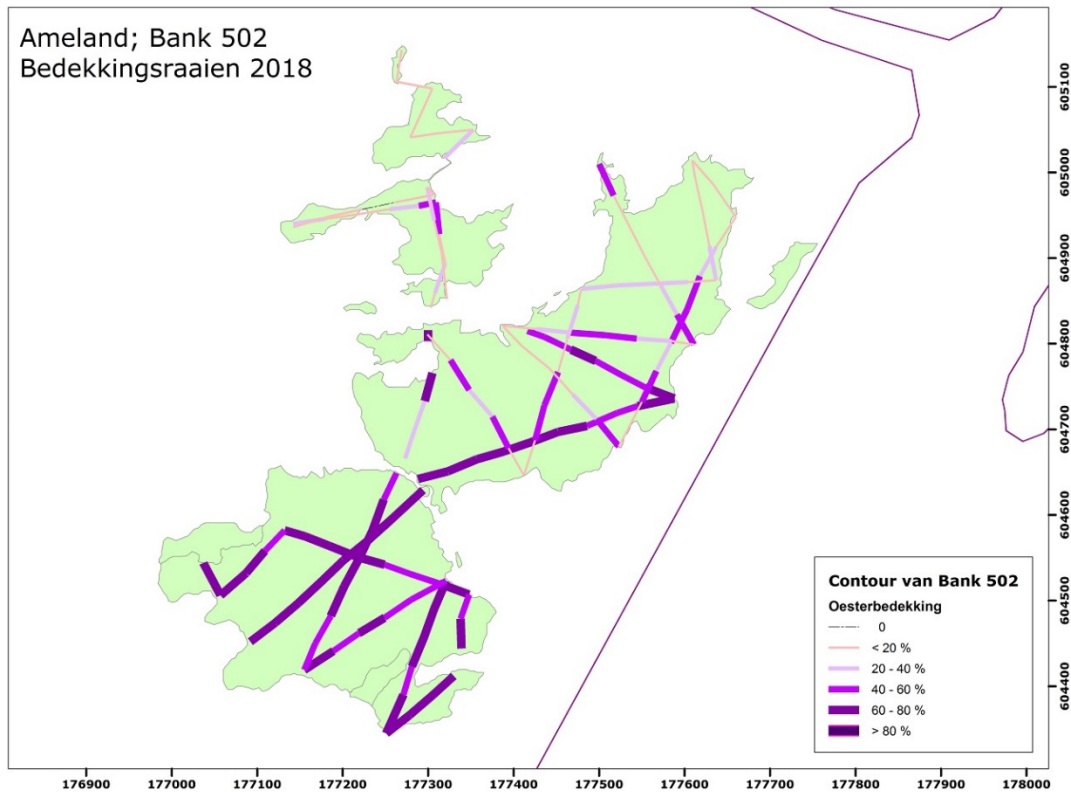 Ameland; Bank 502
Bedekkingsraaien 2018
605100
605000
604900
604800
604700
604600
604500
604400
Contour van Bank 502
Oesterbedekking
0
< 20 %
20 - 40 %
40 - 60 %
60 - 80 %
> 80 %
176900 177000 177100 177200 177300 177400 177500 177600 177700 177800 177900 178000